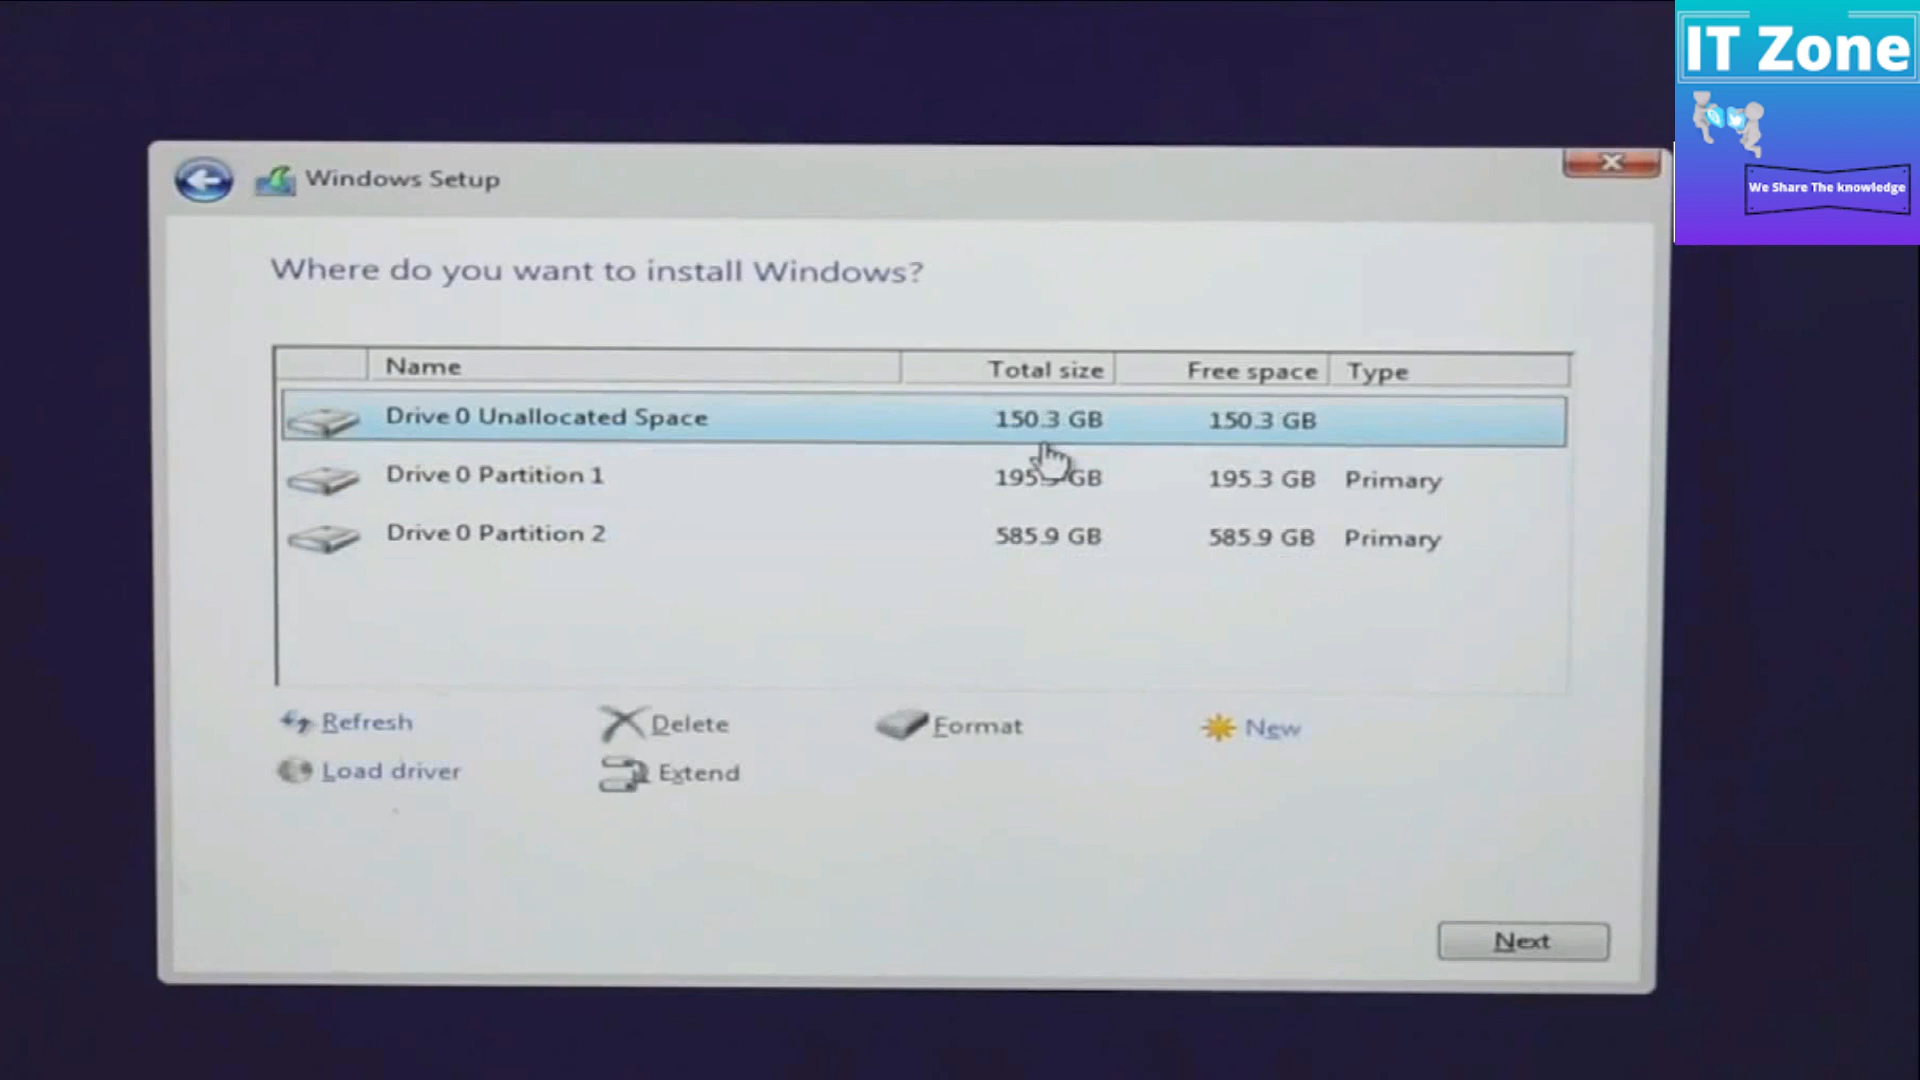 IT Zone
We Share The knowledge
Windows Setup
Where do you want to install Windows?
Name Total size Free space Type
Drive 0 Unallocated Space 150.3 GB 150.3 GB
Drive 0 Partition 1 GB 195.3 GB Primary
Drive 0 Partition 2 585.9 GB 585.9 GB Primary
Refresh Delete Format New
Load driver Extend
Next